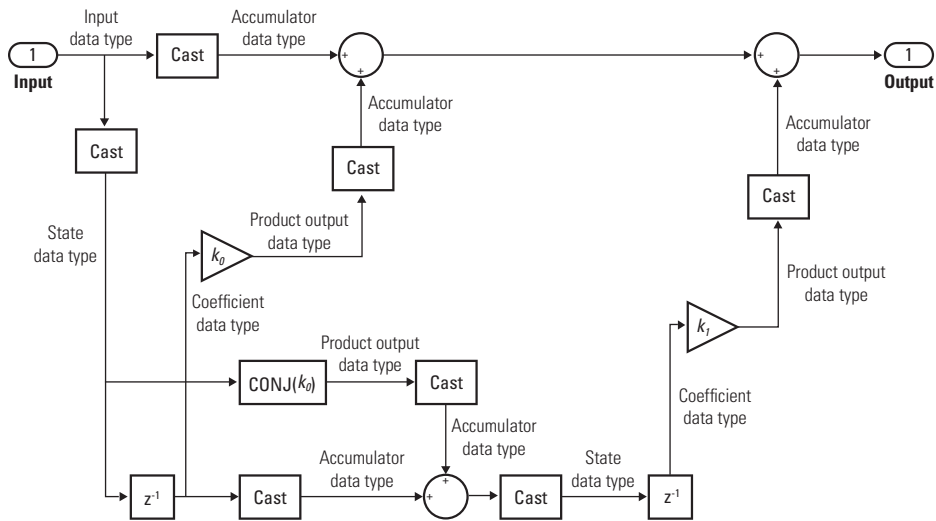 Input
data type
Accumulator
data type
1
Input
Cast
+
+
+
+
1
Output
Cast
Accumulator
data type
Cast
Accumulator
data type
Cast
State
data type
k0
Product output
data type
Coefficient
data type
Product output
data type
k1
Product output
data type
CONJ(k0)
Cast
Coefficient
data type
Accumulator
data type
Accumulator
data type
State
data type
z-1
Cast
+
+
Cast
z-1